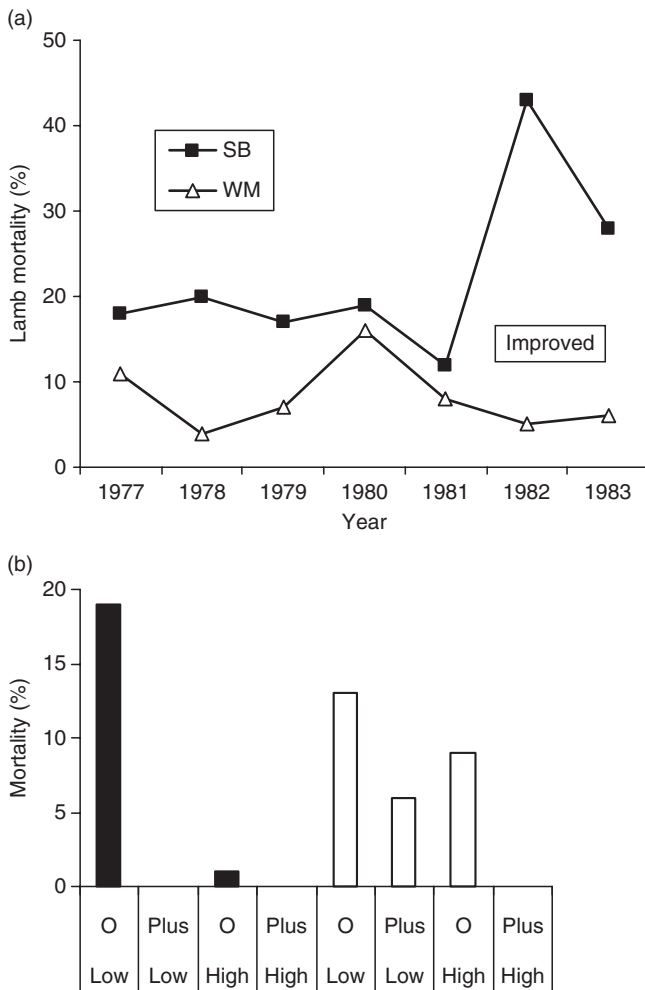 (a)
50
40
30
20
10
0
Lamb mortality (%)
SB
WM
Improved
1977 1978 1979 1980 1981 1982 1983
Year
(b)
20
15
10
5
0
Mortality (%)
O Plus O Plus O Plus O Plus
Low Low High High Low Low High High